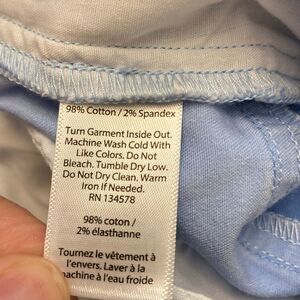 98% Cotton / 2% Spandex
Turn Garment Inside Out.
Machine Wash Cold With
Like Colors. Do Not
Bleach. Tumble Dry Low.
Do Not Dry Clean. Warm
Iron If Needed.
RN 134578
98% coton /
2% élasthanne
Tournez le vêtement à
l'envers. Laver à la
machine à l'eau froide